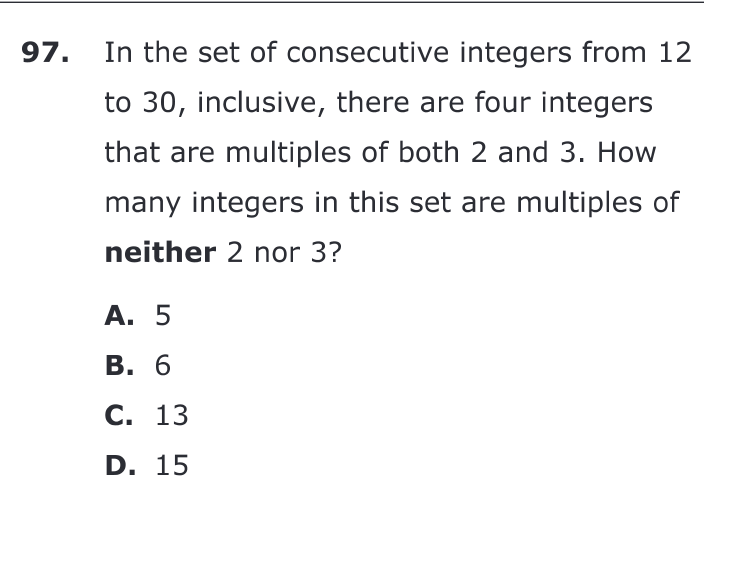 97. In the set of consecutive integers from 12
to 30, inclusive, there are four integers
that are multiples of both 2 and 3. How
many integers in this set are multiples of
neither 2 nor 3?
A. 5
B. 6
C. 13
D. 15